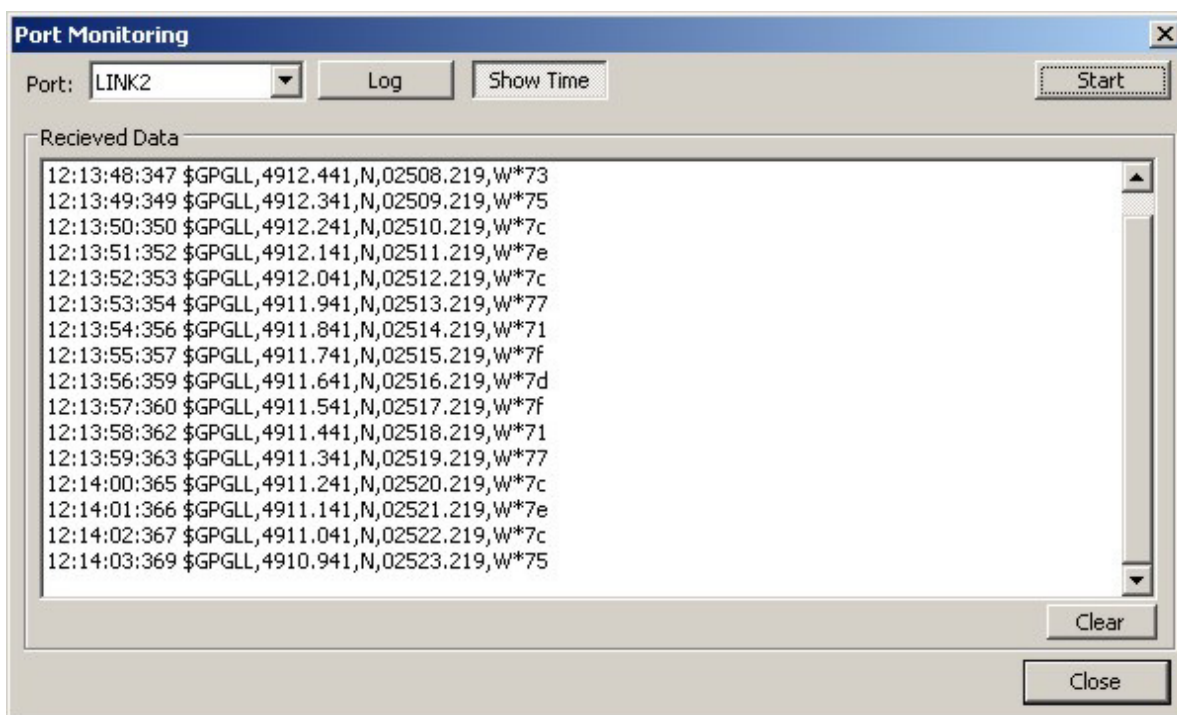 Port Monitoring
Port: LINK2 Log Show Time Start
Recieved Data
12:13:48:347 $GPGLL,4912.441,N,02508.219,W*73
12:13:49:349 $GPGLL,4912.341,N,02509.219,W*75
12:13:50:350 $GPGLL,4912.241,N,02510.219,W*7c
12:13:51:352 $GPGLL,4912.141,N,02511.219,W*7e
12:13:52:353 $GPGLL,4912.041,N,02512.219,W*7c
12:13:53:354 $GPGLL,4911.941,N,02513.219,W*77
12:13:54:356 $GPGLL,4911.841,N,02514.219,W*71
12:13:55:357 $GPGLL,4911.741,N,02515.219,W*7f
12:13:56:359 $GPGLL,4911.641,N,02516.219,W*7d
12:13:57:360 $GPGLL,4911.541,N,02517.219,W*7f
12:13:58:362 $GPGLL,4911.441,N,02518.219,W*71
12:13:59:363 $GPGLL,4911.341,N,02519.219,W*77
12:14:00:365 $GPGLL,4911.241,N,02520.219,W*7c
12:14:01:366 $GPGLL,4911.141,N,02521.219,W*7e
12:14:02:367 $GPGLL,4911.041,N,02522.219,W*7c
12:14:03:369 $GPGLL,4910.941,N,02523.219,W*75
Clear
Close